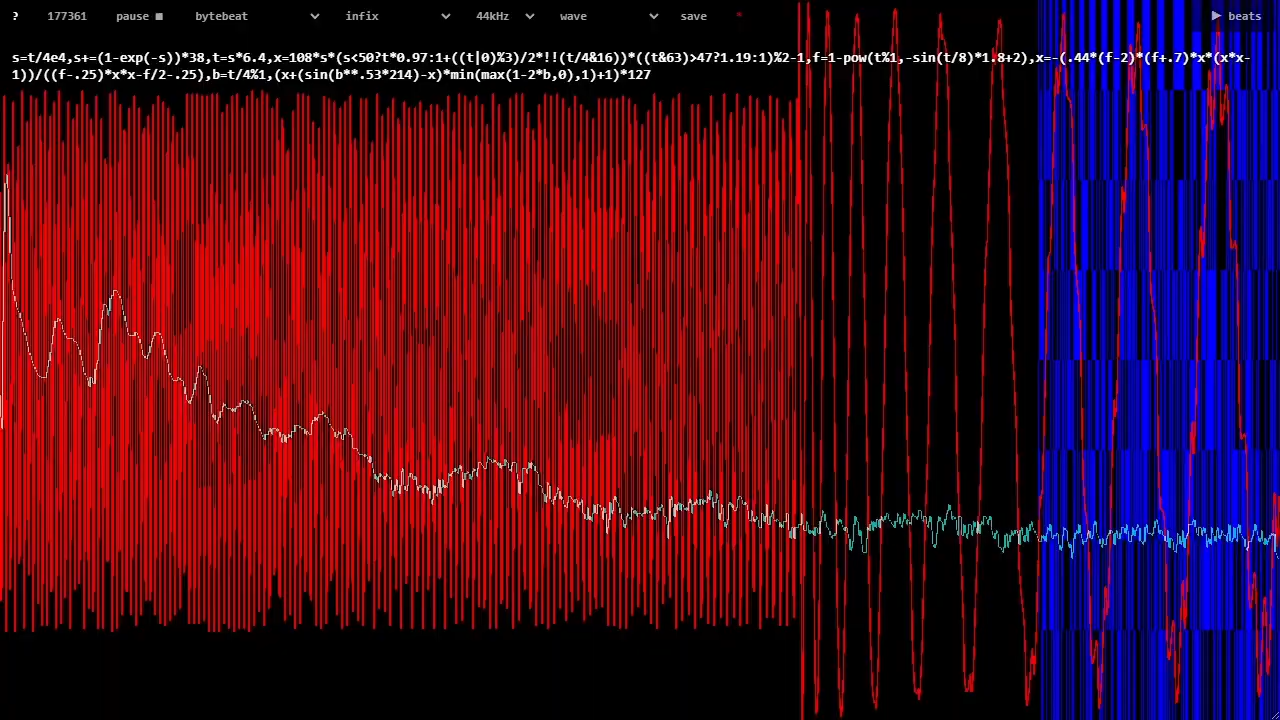 ? 177361 pause ■ bytebeat infix 44kHz wave save ▶ beats
s=t/4e4,s+=(1-exp(-s))*38,t=s*6.4,x=108*s*(s<50?t*0.97:1+((t|0)%3)/2*!!(t/4&16))*((t&63)>47?1.19:1)%2-1,f=1-pow(t%1,-sin(t/8)*1.8+2),x=-(.44*(f-2)*(f+.7)*x*(x*x-
1))/((f-.25)*x*x-f/2-.25),b=t/4%1,(x+(sin(b**.53*214)-x)*min(max(1-2*b,0),1)+1)*127